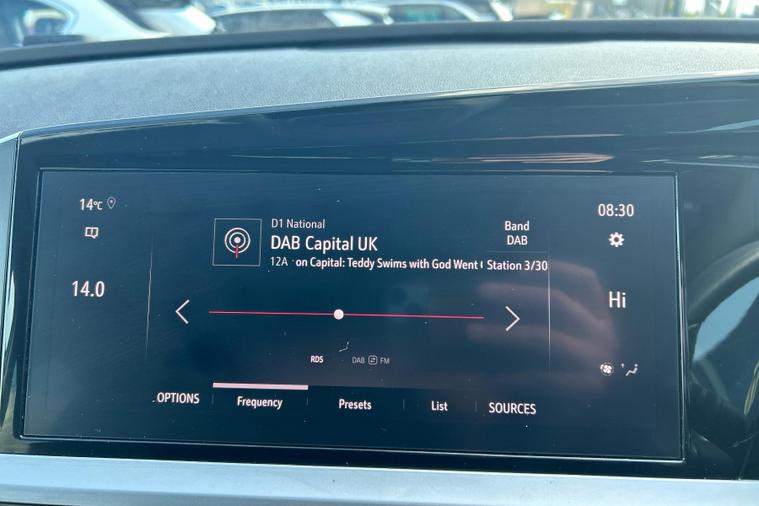 14°C
08:30
D1 National
DAB Capital UK
12A on Capital: Teddy Swims with God Went Station 3/30
Band
DAB
14.0
Hi
RDS
DAB FM
OPTIONS
Frequency
Presets
List
SOURCES